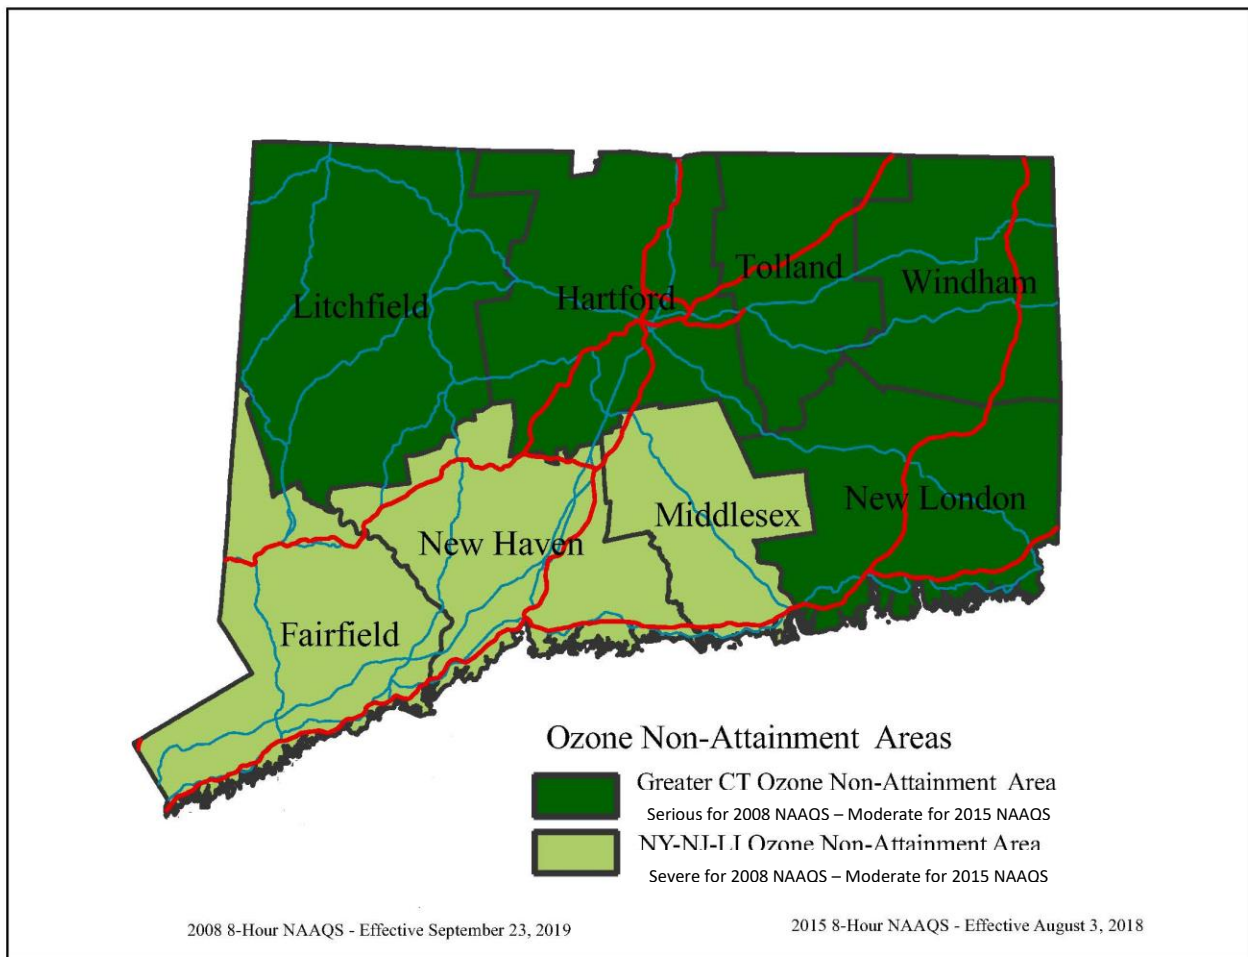 Litchfield
Hartford
Tolland
Windham
New London
Middlesex
New Haven
Fairfield
Ozone Non-Attainment Areas
Greater CT Ozone Non-Attainment Area
Serious for 2008 NAAQS – Moderate for 2015 NAAQS
NY-NJ-LI Ozone Non-Attainment Area
Severe for 2008 NAAQS – Moderate for 2015 NAAQS
2008 8-Hour NAAQS - Effective September 23, 2019
2015 8-Hour NAAQS - Effective August 3, 2018